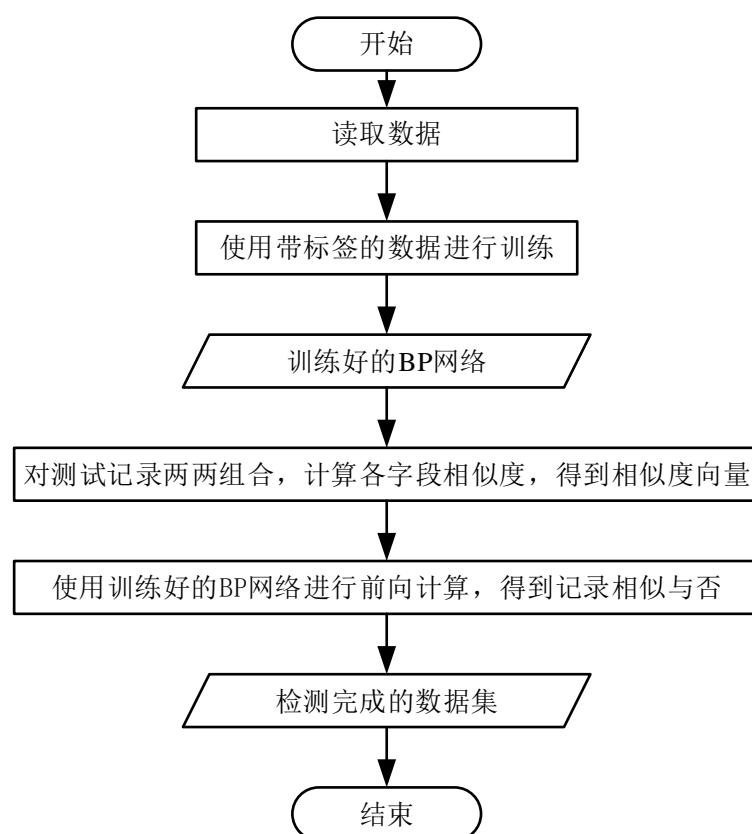 开始
读取数据
使用带标签的数据进行训练
训练好的BP网络
对测试记录两两组合，计算各字段相似度，得到相似度向量
使用训练好的BP网络进行前向计算，得到记录相似与否
检测完成的数据集
结束